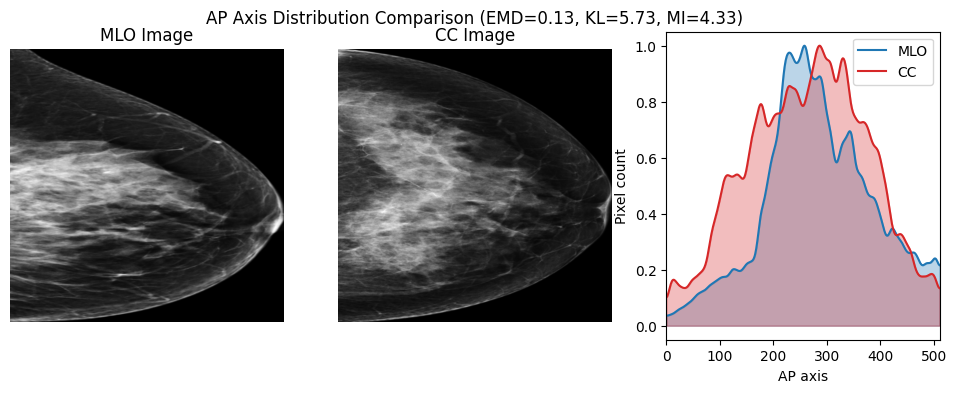 AP Axis Distribution Comparison (EMD=0.13, KL=5.73, MI=4.33)
MLO Image
CC Image
MLO
CC
Pixel count
1.0
0.8
0.6
0.4
0.2
0.0
0 100 200 300 400 500
AP axis